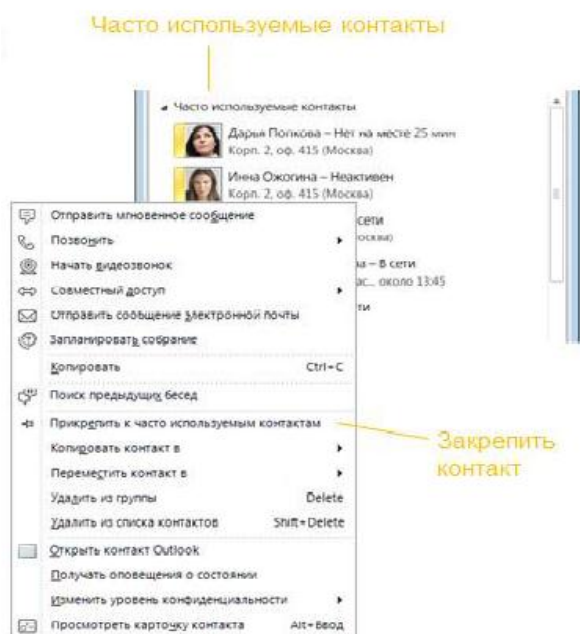 Часто используемые контакты
Часто используемые контакты
Дарья Попкова – Нет на месте 25 мин
Корп. 2, оф. 415 (Москва)
Инна Ожогина – Неактивен
Корп. 2, оф. 415 (Москва)
сети
осква)
на – В сети
ас... около 13:45
ти
Отправить мгновенное сообщение
Позвонить
Начать видеозвонок
Совместный доступ
Отправить сообщение электронной почты
Запланировать собрание
Копировать Ctrl+C
Поиск предыдущих бесед
Прикрепить к часто используемым контактам
Копировать контакт в
Переместить контакт в
Удалить из группы Delete
Удалить из списка контактов Shift+Delete
Открыть контакт Outlook
Получать оповещения о состоянии
Изменить уровень конфиденциальности
Просмотреть карточку контакта Alt+Ввод
Закрепить
контакт